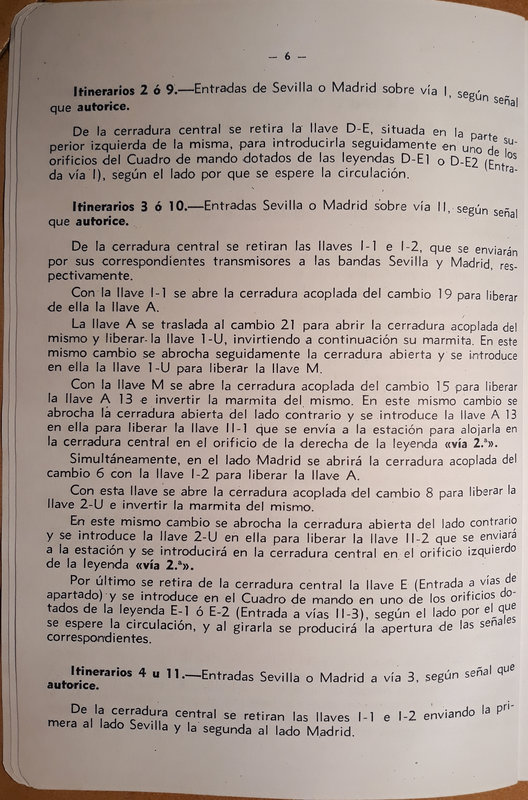 — 6 —
Itinerarios 2 ó 9.—Entradas de Sevilla o Madrid sobre vía I, según señal
que autorice.
De la cerradura central se retira la llave D-E, situada en la parte su-
perior izquierda de la misma, para introducirla seguidamente en uno de los
orificios del Cuadro de mando dotados de las leyendas D-E1 o D-E2 (Entra-
da vía I), según el lado por que se espere la circulación.
Itinerarios 3 ó 10.—Entradas Sevilla o Madrid sobre vía II, según señal
que autorice.
De la cerradura central se retiran las llaves I-1 e I-2, que se enviarán
por sus correspondientes transmisores a las bandas Sevilla y Madrid, res-
pectivamente.
Con la llave I-1 se abre la cerradura acoplada del cambio 19 para liberar
de ella la llave A.
La llave A se traslada al cambio 21 para abrir la cerradura acoplada del
mismo y liberar la llave 1-U, invirtiendo a continuación su marmita. En este
mismo cambio se abrocha seguidamente la cerradura abierta y se introduce
en ella la llave 1-U para liberar la llave M.
Con la llave M se abre la cerradura acoplada del cambio 15 para liberar
la llave A 13 e invertir la marmita del mismo. En este mismo cambio se
abrocha la cerradura abierta del lado contrario y se introduce la llave A 13
en ella para liberar la llave II-1 que se envía a la estación para alojarla en
la cerradura central en el orificio de la derecha de la leyenda «vía 2.ª».
Simultáneamente, en el lado Madrid se abrirá la cerradura acoplada del
cambio 6 con la llave I-2 para liberar la llave A.
Con esta llave se abre la cerradura acoplada del cambio 8 para liberar la
llave 2-U e invertir la marmita del mismo.
En este mismo cambio se abrocha la cerradura abierta del lado contrario
y se introduce la llave 2-U en ella para liberar la llave II-2 que se enviará
a la estación y se introducirá en la cerradura central en el orificio izquierdo
de la leyenda «vía 2.ª».
Por último se retira de la cerradura central la llave E (Entrada a vías de
apartado) y se introduce en el Cuadro de mando en uno de los orificios do-
tados de la leyenda E-1 ó E-2 (Entrada a vías II-3), según el lado por el que
se espere la circulación, y al girarla se producirá la apertura de las señales
correspondientes.
Itinerarios 4 u 11.—Entradas Sevilla o Madrid a vía 3, según señal que
autorice.
De la cerradura central se retiran las llaves I-1 e I-2 enviando la pri-
mera al lado Sevilla y la segunda al lado Madrid.